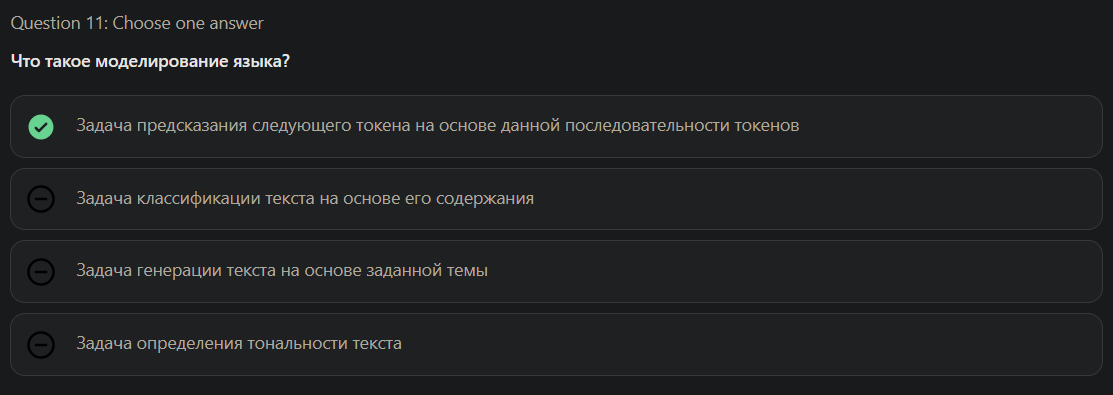 Question 11: Choose one answer
Что такое моделирование языка?
Задача предсказания следующего токена на основе данной последовательности токенов
Задача классификации текста на основе его содержания
Задача генерации текста на основе заданной темы
Задача определения тональности текста